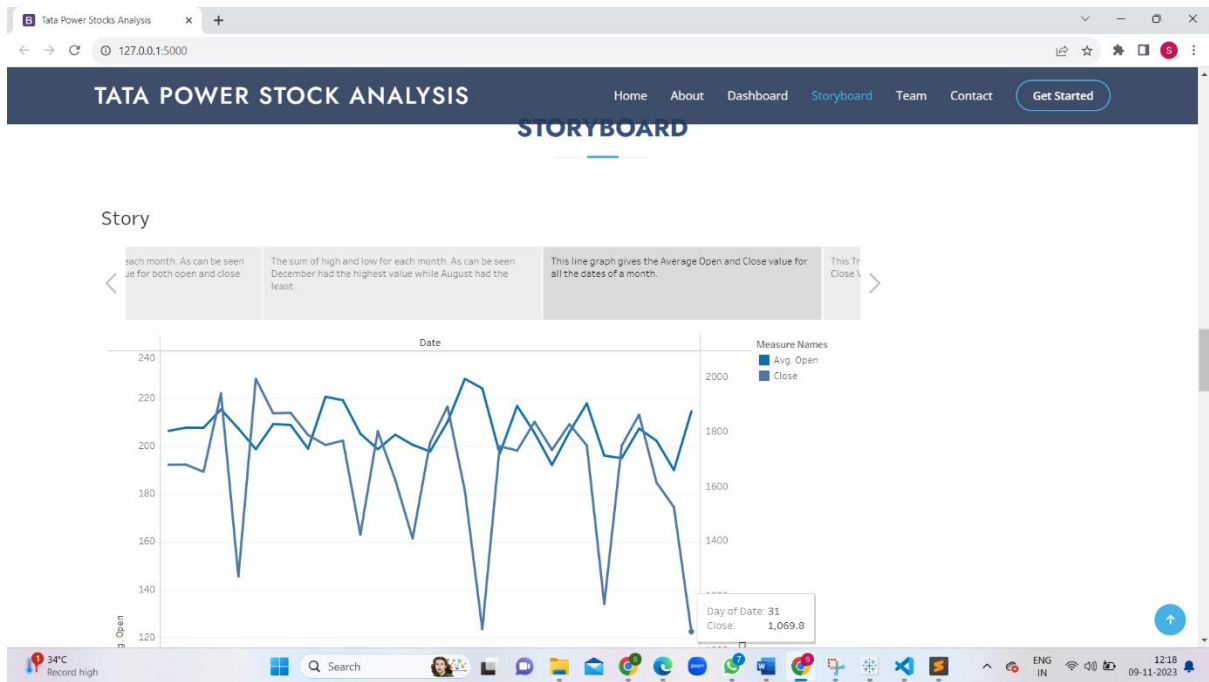 Tata Power Stocks Analysis
127.0.0.1:5000
TATA POWER STOCK ANALYSIS
Home About Dashboard Storyboard Team Contact Get Started
STORYBOARD
Story
each month. As can be seen
ue for both open and close
The sum of high and low for each month. As can be seen
December had the highest value while August had the
least.
This line graph gives the Average Open and Close value for
all the dates of a month.
This Tr
Close V
Date
Measure Names
Avg. Open
Close
240
220
200
180
160
140
120
. Open
2000
1800
1600
1400
Day of Date: 31
Close: 1,069.8
34°C
Record high
Search
ENG
IN
12:18
09-11-2023